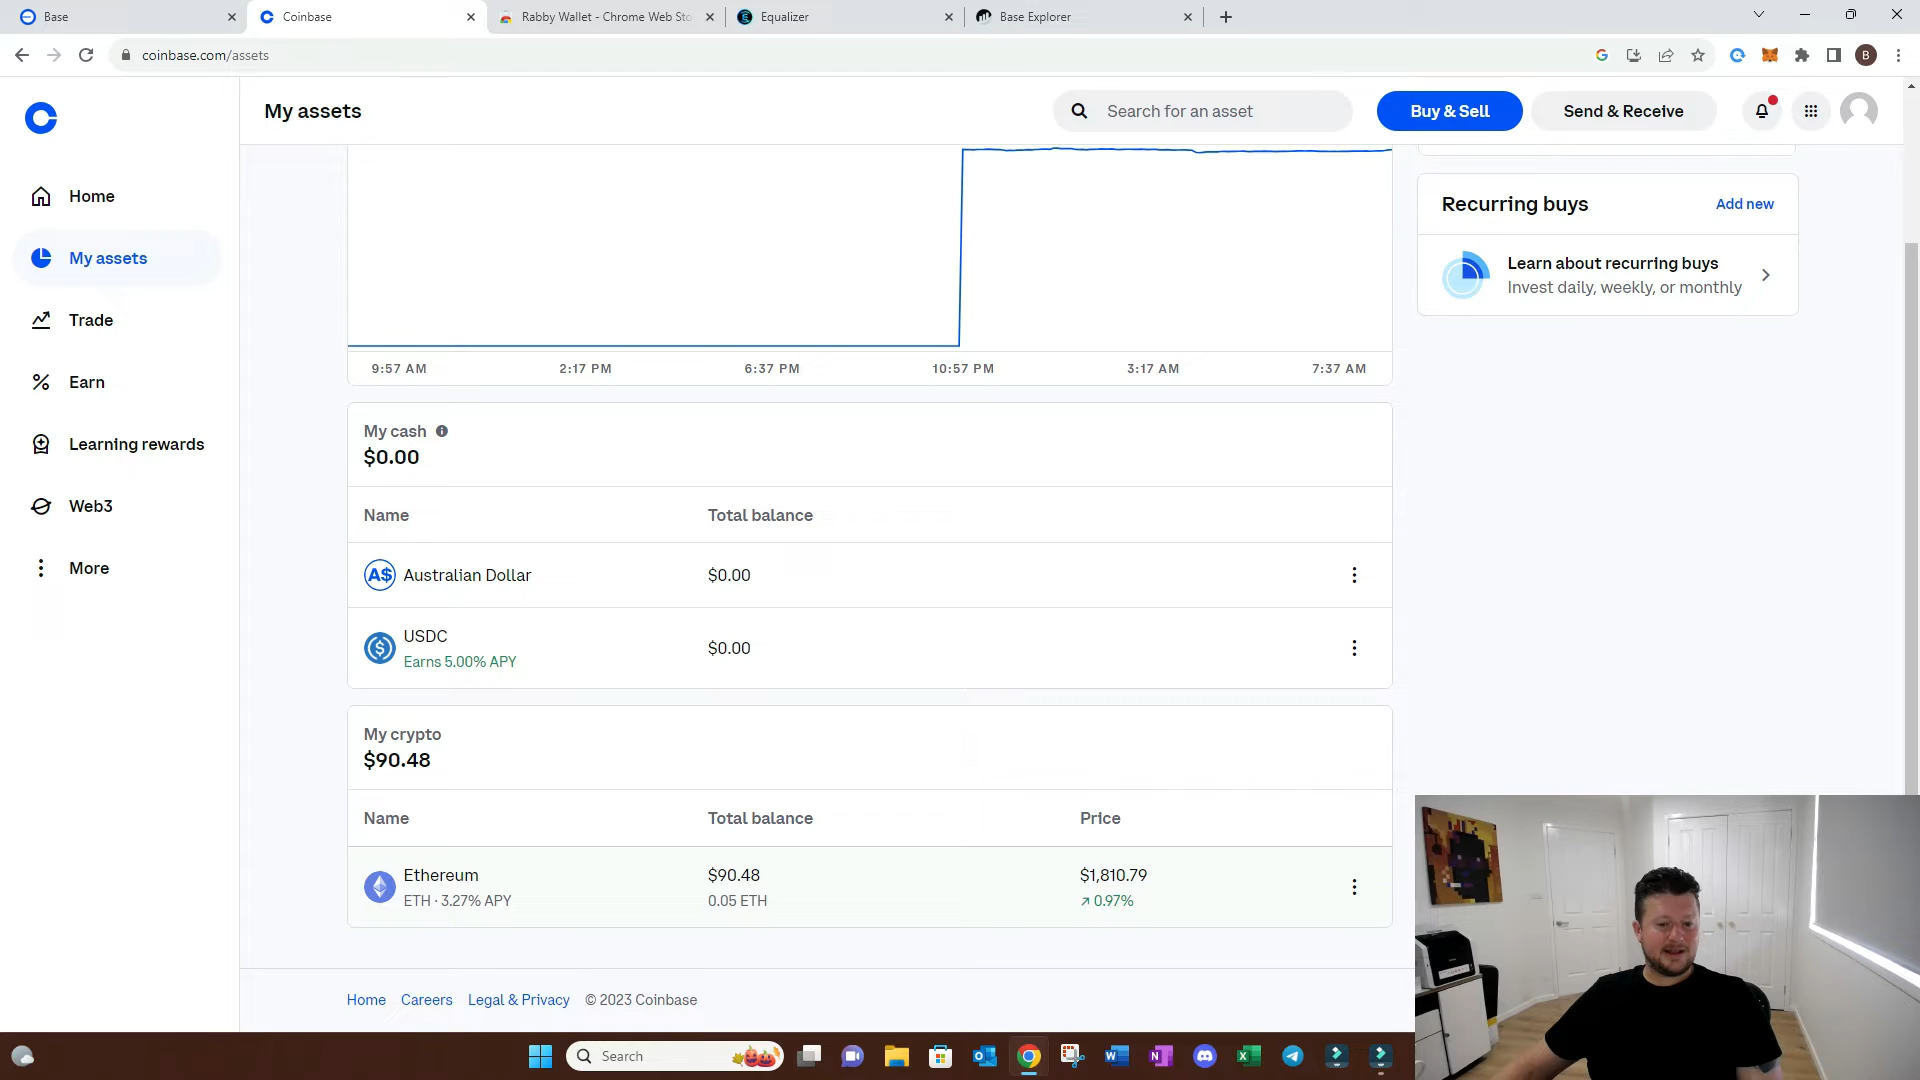 Base
Coinbase
Rabby Wallet - Chrome Web Sto
Equalizer
Base Explorer
coinbase.com/assets
B
My assets
Search for an asset
Buy & Sell
Send & Receive
Home
My assets
Trade
Earn
Learning rewards
Web3
More
9:57 AM
2:17 PM
6:37 PM
10:57 PM
3:17 AM
7:37 AM
Recurring buys
Add new
Learn about recurring buys
Invest daily, weekly, or monthly
My cash
$0.00
Name
Total balance
A$ Australian Dollar
$0.00
USDC
Earns 5.00% APY
$0.00
My crypto
$90.48
Name
Total balance
Price
Ethereum
ETH · 3.27% APY
$90.48
0.05 ETH
$1,810.79
↗ 0.97%
Home
Careers
Legal & Privacy
© 2023 Coinbase
Search